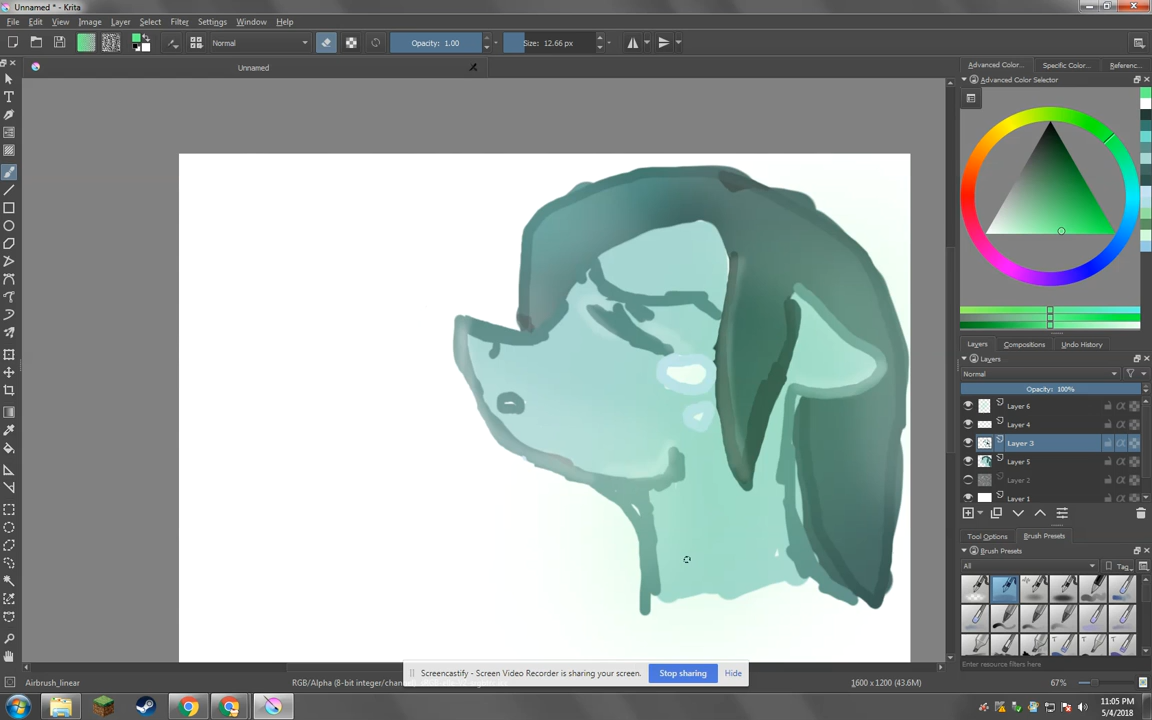 Unnamed * - Krita
File Edit View Image Layer Select Filter Settings Window Help
Normal Opacity: 1.00 Size: 12.66 px
Unnamed
Advanced Color... Specific Color... Referenc...
Advanced Color Selector
Layers Compositions Undo History
Layers
Normal
Opacity: 100%
Layer 6
Layer 4
Layer 3
Layer 5
Layer 2
Layer 1
Tool Options Brush Presets
Brush Presets
All Tag
Enter resource filters here
Screencastify - Screen Video Recorder is sharing your screen. Stop sharing Hide
Airbrush_linear RGB/Alpha (8-bit integer/chann 1600 x 1200 (43.6M) 67%
11:05 PM
5/4/2018